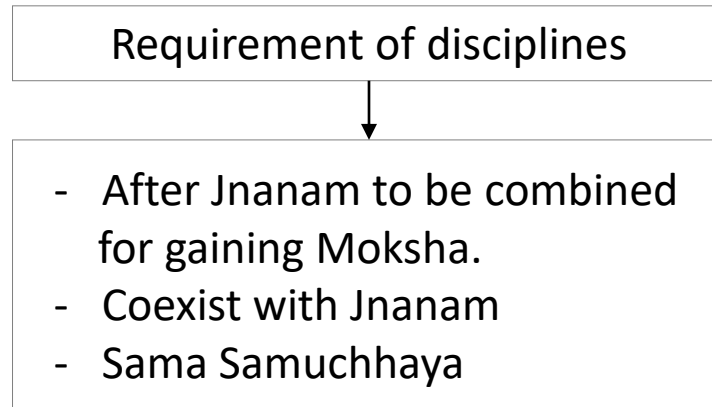 Requirement of disciplines
- After Jnanam to be combined
for gaining Moksha.
- Coexist with Jnanam
- Sama Samuchhaya